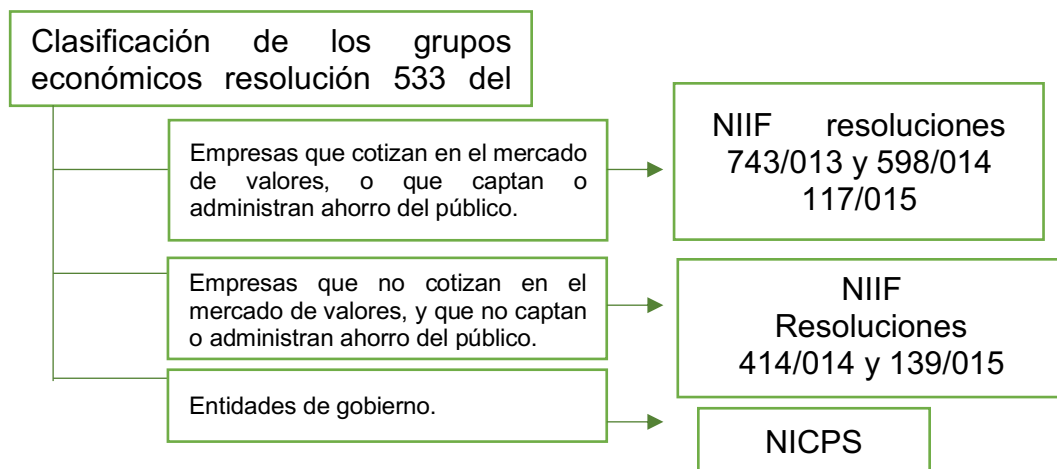 Clasificación de los grupos
económicos resolución 533 del
Empresas que cotizan en el mercado
de valores, o que captan o
administran ahorro del público.
NIIF resoluciones
743/013 y 598/014
117/015
Empresas que no cotizan en el
mercado de valores, y que no captan
o administran ahorro del público.
NIIF
Resoluciones
414/014 y 139/015
Entidades de gobierno.
NICPS